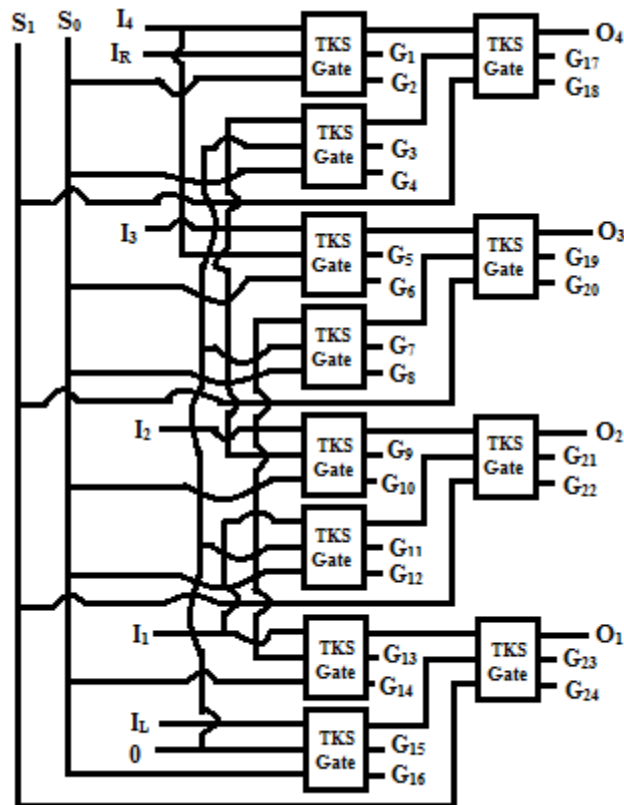 S₁ S₀ I₄
I_R
TKS Gate
G₁
G₂
TKS Gate
O₄
G₁₇
G₁₈
TKS Gate
G₃
G₄
I₃
TKS Gate
G₅
G₆
TKS Gate
O₃
G₁₉
G₂₀
TKS Gate
G₇
G₈
I₂
TKS Gate
G₉
G₁₀
TKS Gate
O₂
G₂₁
G₂₂
TKS Gate
G₁₁
G₁₂
I₁
TKS Gate
G₁₃
G₁₄
TKS Gate
O₁
G₂₃
G₂₄
I_L
0
TKS Gate
G₁₅
G₁₆